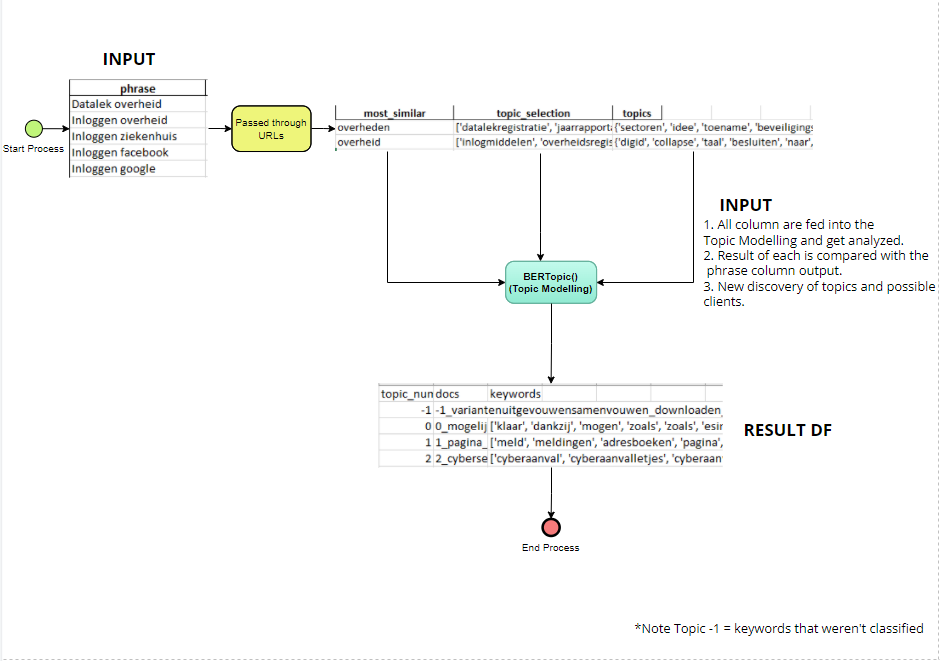 INPUT
phrase
Datalek overheid
Inloggen overheid
Inloggen ziekenhuis
Inloggen facebook
Inloggen google
Start Process
Passed through
URLs
most_similar topic_selection topics
overheden ['datalekregistratie', 'jaarrapporta {'sectoren', 'idee', 'toename', 'beveiligings
overheid ['inlogmiddelen', 'overheidsregis {'digid', 'collapse', 'taal', 'besluiten', 'naar',
INPUT
1. All column are fed into the
Topic Modelling and get analyzed.
2. Result of each is compared with the
phrase column output.
3. New discovery of topics and possible
clients.
BERTopic()
(Topic Modelling)
topic_num docs keywords
-1 -1_variantenuitgevouwensamenvouwen_downloaden_
0 0_mogelij ['klaar', 'dankzij', 'mogen', 'zoals', 'zoals', 'esir
1 1_pagina_ ['meld', 'meldingen', 'adresboeken', 'pagina',
2 2_cyberse ['cyberaanval', 'cyberaanvalletjes', 'cyberaan
RESULT DF
End Process
*Note Topic -1 = keywords that weren't classified